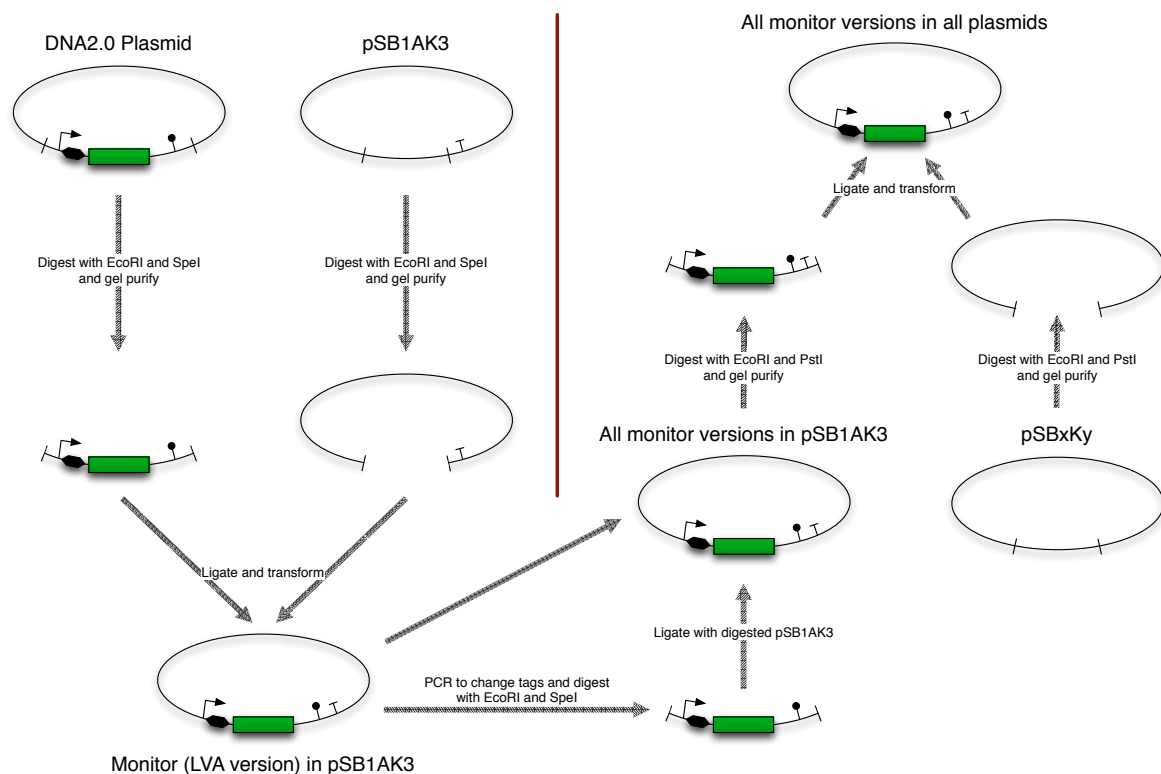 DNA2.0 Plasmid
pSB1AK3
Digest with EcoRI and SpeI
and gel purify
Digest with EcoRI and SpeI
and gel purify
Ligate and transform
Monitor (LVA version) in pSB1AK3
PCR to change tags and digest
with EcoRI and SpeI
Ligate with digested pSB1AK3
All monitor versions in pSB1AK3
pSBxKy
Digest with EcoRI and PstI
and gel purify
Digest with EcoRI and PstI
and gel purify
Ligate and transform
All monitor versions in all plasmids